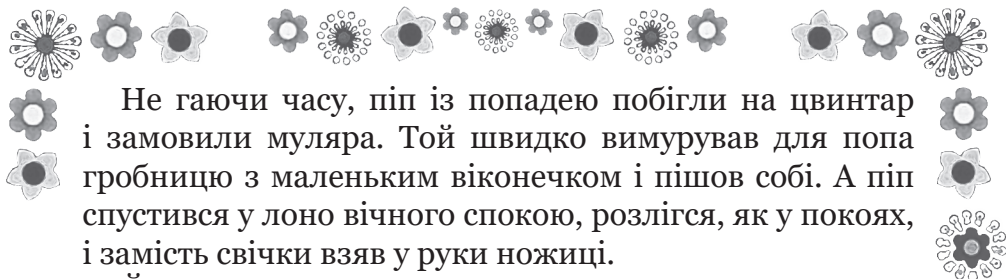 Не гаючи часу, піп із попадею побігли на цвинтар
і замовили муляра. Той швидко вимурував для попа
гробницю з маленьким віконечком і пішов собі. А піп
спустився у лоно вічного спокою, розлігся, як у покоях,
і замість свічки взяв у руки ножиці.